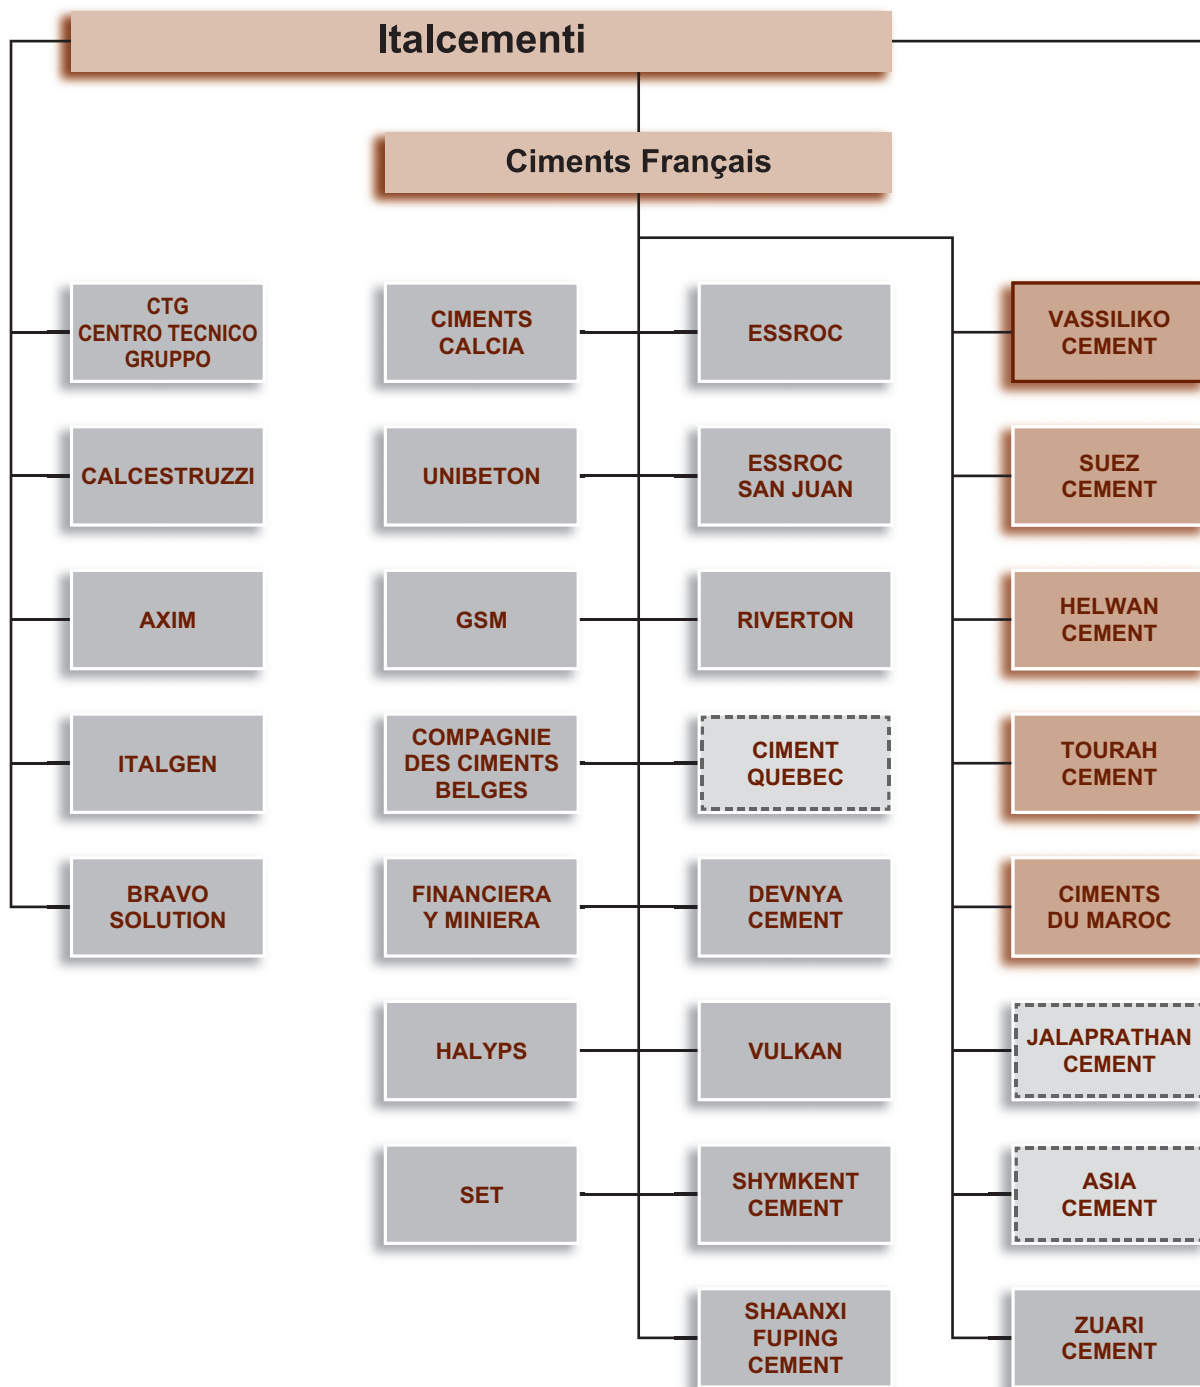 Italcementi
Ciments Français
CTG
CENTRO TECNICO
GRUPPO
CALCESTRUZZI
AXIM
ITALGEN
BRAVO
SOLUTION
CIMENTS
CALCIA
UNIBETON
GSM
COMPAGNIE
DES CIMENTS
BELGES
FINANCIERA
Y MINIERA
HALYPS
SET
ESSROC
ESSROC
SAN JUAN
RIVERTON
CIMENT
QUEBEC
DEVNYA
CEMENT
VULKAN
SHYMKENT
CEMENT
SHAANXI
FUPING
CEMENT
VASSILIKO
CEMENT
SUEZ
CEMENT
HELWAN
CEMENT
TOURAH
CEMENT
CIMENTS
DU MAROC
JALAPRATHAN
CEMENT
ASIA
CEMENT
ZUARI
CEMENT